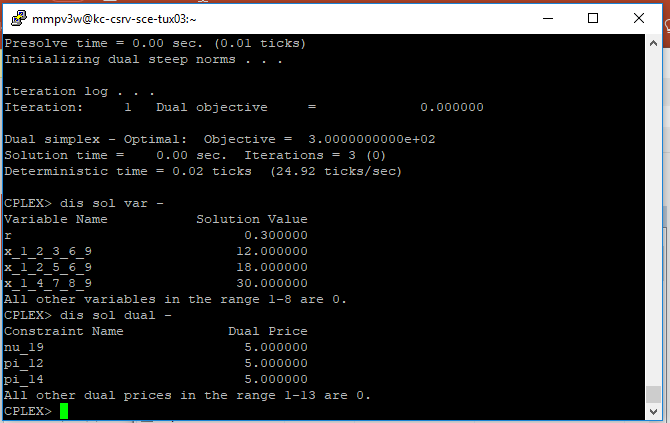 mmpv3w@kc-csrv-sce-tux03:~
Presolve time = 0.00 sec. (0.01 ticks)
Initializing dual steep norms . . .
Iteration log . . .
Iteration:     1   Dual objective     =             0.000000
Dual simplex - Optimal:  Objective =  3.0000000000e+02
Solution time =    0.00 sec.  Iterations = 3 (0)
Deterministic time = 0.02 ticks  (24.92 ticks/sec)
CPLEX> dis sol var -
Variable Name           Solution Value
r                             0.300000
x_1_2_3_6_9                  12.000000
x_1_2_5_6_9                  18.000000
x_1_4_7_8_9                  30.000000
All other variables in the range 1-8 are 0.
CPLEX> dis sol dual -
Constraint Name             Dual Price
nu_19                         5.000000
pi_12                         5.000000
pi_14                         5.000000
All other dual prices in the range 1-13 are 0.
CPLEX>